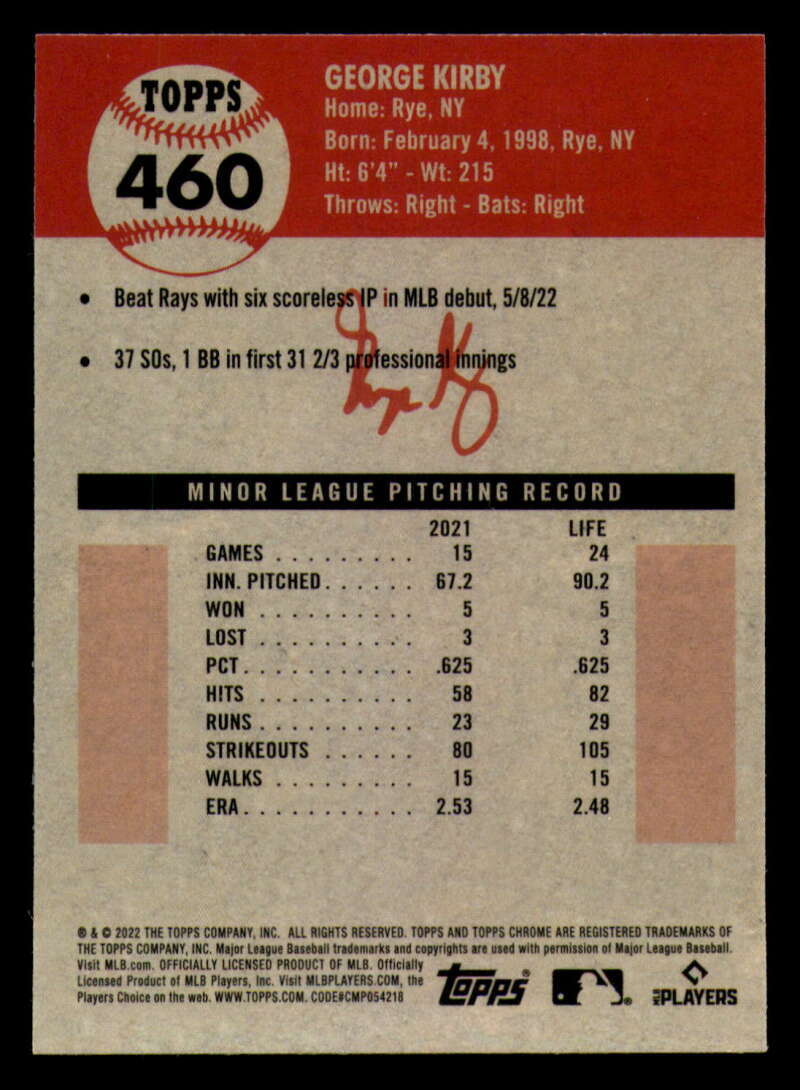 TOPPS
460
GEORGE KIRBY
Home: Rye, NY
Born: February 4, 1998, Rye, NY
Ht: 6'4" - Wt: 215
Throws: Right - Bats: Right
• Beat Rays with six scoreless IP in MLB debut, 5/8/22
• 37 SOs, 1 BB in first 31 2/3 professional innings
George Kirby
MINOR LEAGUE PITCHING RECORD
2021 LIFE
GAMES . . . . . . . . . 15 24
INN. PITCHED . . . . . . 67.2 90.2
WON . . . . . . . . . . 5 5
LOST . . . . . . . . . . 3 3
PCT. . . . . . . . . . . .625 .625
HITS . . . . . . . . . . 58 82
RUNS . . . . . . . . . . 23 29
STRIKEOUTS . . . . . . 80 105
WALKS . . . . . . . . . 15 15
ERA. . . . . . . . . . . 2.53 2.48
® & © 2022 THE TOPPS COMPANY, INC. ALL RIGHTS RESERVED. TOPPS AND TOPPS CHROME ARE REGISTERED TRADEMARKS OF
THE TOPPS COMPANY, INC. Major League Baseball trademarks and copyrights are used with permission of Major League Baseball.
Visit MLB.com. OFFICIALLY LICENSED PRODUCT OF MLB. Officially
Licensed Product of MLB Players, Inc. Visit MLBPLAYERS.COM, the
Players Choice on the web. WWW.TOPPS.COM. CODE#CMP054218
Topps® ® MLB PLAYERS